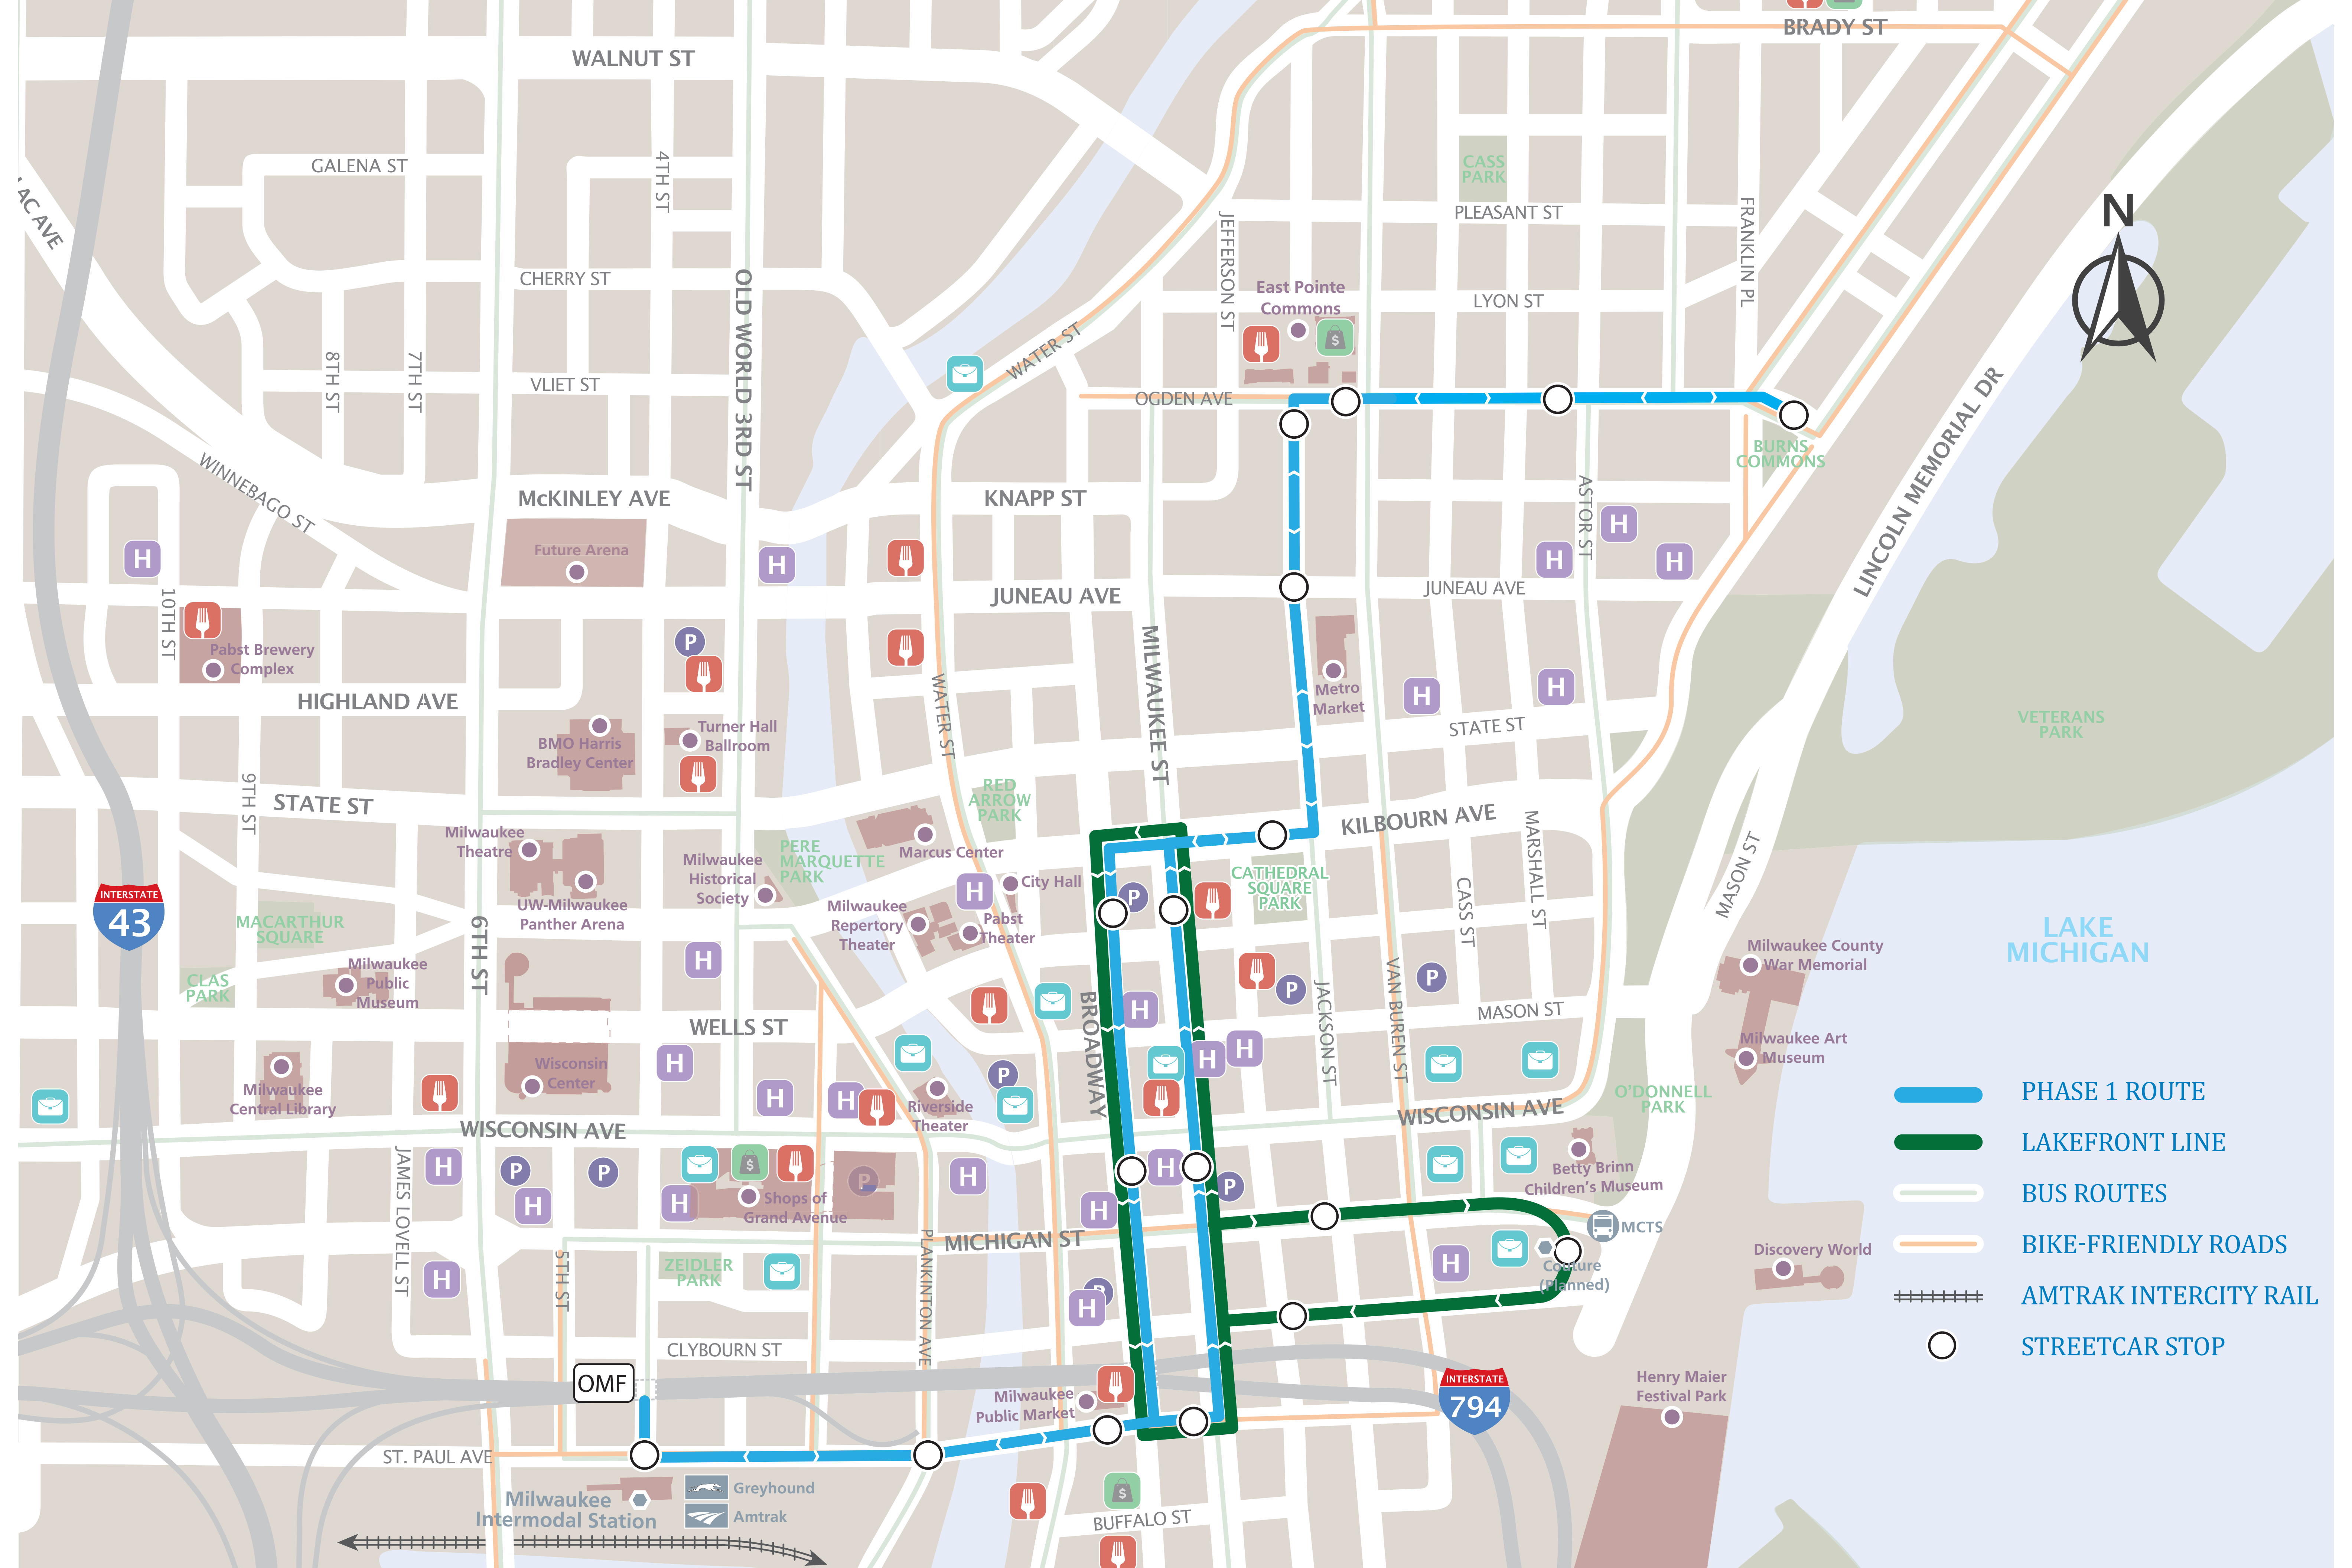 BRADY ST
WALNUT ST
GALENA ST
4TH ST
CASS
PARK
LAC AVE
PLEASANT ST
FRANKLIN PL
N
JEFFERSON ST
CHERRY ST
OLD WORLD 3RD ST
East Pointe
Commons
LYON ST
$
WATER ST
8TH ST
7TH ST
VLIET ST
OGDEN AVE
LINCOLN MEMORIAL DR
BURNS
COMMONS
WINNEBAGO ST
McKINLEY AVE
KNAPP ST
ASTOR ST
H
H
H
H
H
Future Arena
10TH ST
JUNEAU AVE
JUNEAU AVE
P
Pabst Brewery
Complex
MILWAUKEE ST
Metro
Market
H
H
HIGHLAND AVE
WATER ST
STATE ST
VETERANS
PARK
BMO Harris
Bradley Center
Turner Hall
Ballroom
9TH ST
STATE ST
RED
ARROW
PARK
KILBOURN AVE
MARSHALL ST
MASON ST
Milwaukee
Theatre
Marcus Center
PERE
MARQUETTE
PARK
Milwaukee
Historical
Society
City Hall
H
P
CATHEDRAL
SQUARE
PARK
CASS ST
INTERSTATE
43
UW-Milwaukee
Panther Arena
Milwaukee
Repertory
Theater
Pabst
Theater
MACARTHUR
SQUARE
6TH ST
LAKE
MICHIGAN
Milwaukee County
War Memorial
CLAS
PARK
Milwaukee
Public
Museum
H
P
P
JACKSON ST
VAN BUREN ST
BROADWAY
H
MASON ST
WELLS ST
Milwaukee Art
Museum
H
H
H
Wisconsin
Center
Milwaukee
Central Library
P
H
H
Riverside
Theater
O'DONNELL
PARK
WISCONSIN AVE
WISCONSIN AVE
PHASE 1 ROUTE
LAKEFRONT LINE
BUS ROUTES
BIKE-FRIENDLY ROADS
AMTRAK INTERCITY RAIL
STREETCAR STOP
JAMES LOVELL ST
H
P
P
$
P
H
H
P
H
H
H
Shops of
Grand Avenue
Betty Brinn
Children's Museum
MCTS
MICHIGAN ST
PLANKINTON AVE
5TH ST
ZEIDLER
PARK
H
P
H
H
Couture
(Planned)
Discovery World
CLYBOURN ST
OMF
Milwaukee
Public Market
INTERSTATE
794
Henry Maier
Festival Park
ST. PAUL AVE
Milwaukee
Intermodal Station
Greyhound
Amtrak
$
BUFFALO ST